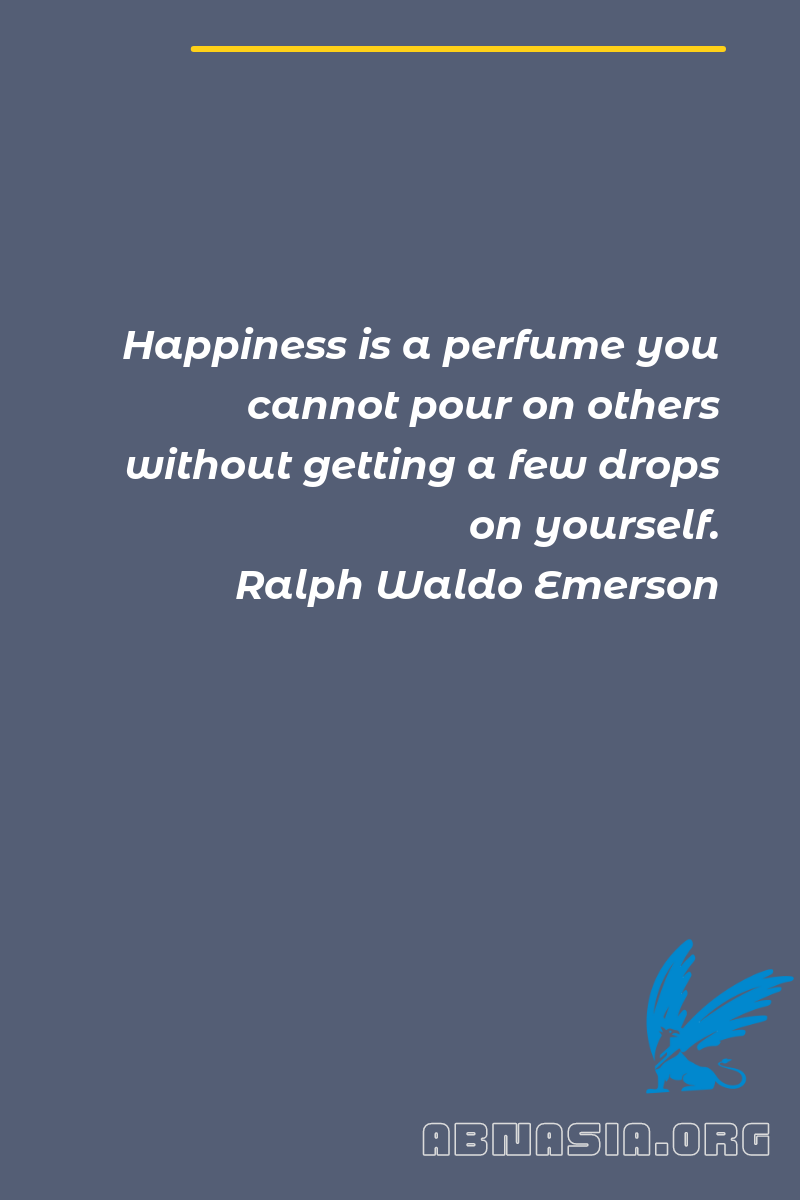 Happiness is a perfume you
cannot pour on others
without getting a few drops
on yourself.
Ralph Waldo Emerson
ABNASIA.ORG